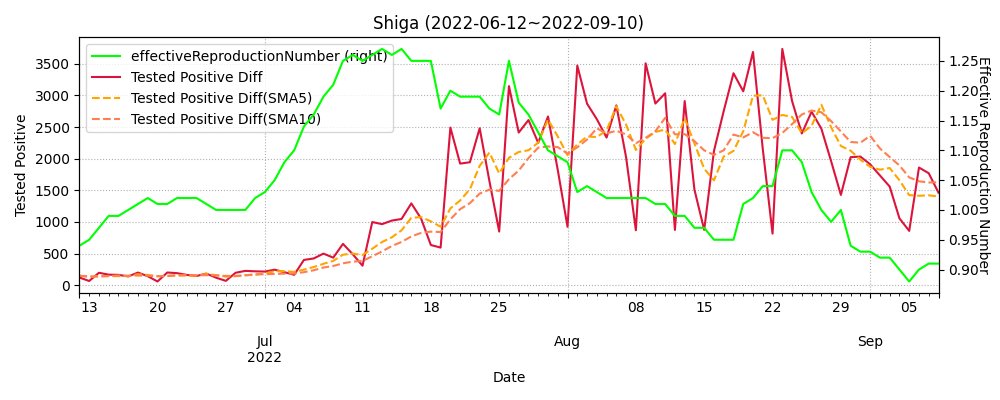 Shiga (2022-06-12~2022-09-10)
effectiveReproductionNumber (right)
Tested Positive Diff
Tested Positive Diff(SMA5)
Tested Positive Diff(SMA10)
Tested Positive
3500
3000
2500
2000
1500
1000
500
0
1.25
1.20
1.15
1.10
1.05
1.00
0.95
0.90
Effective Reproduction Number
13 20 27 04 11 18 25 08 15 22 29 05
Jul Aug Sep
2022
Date